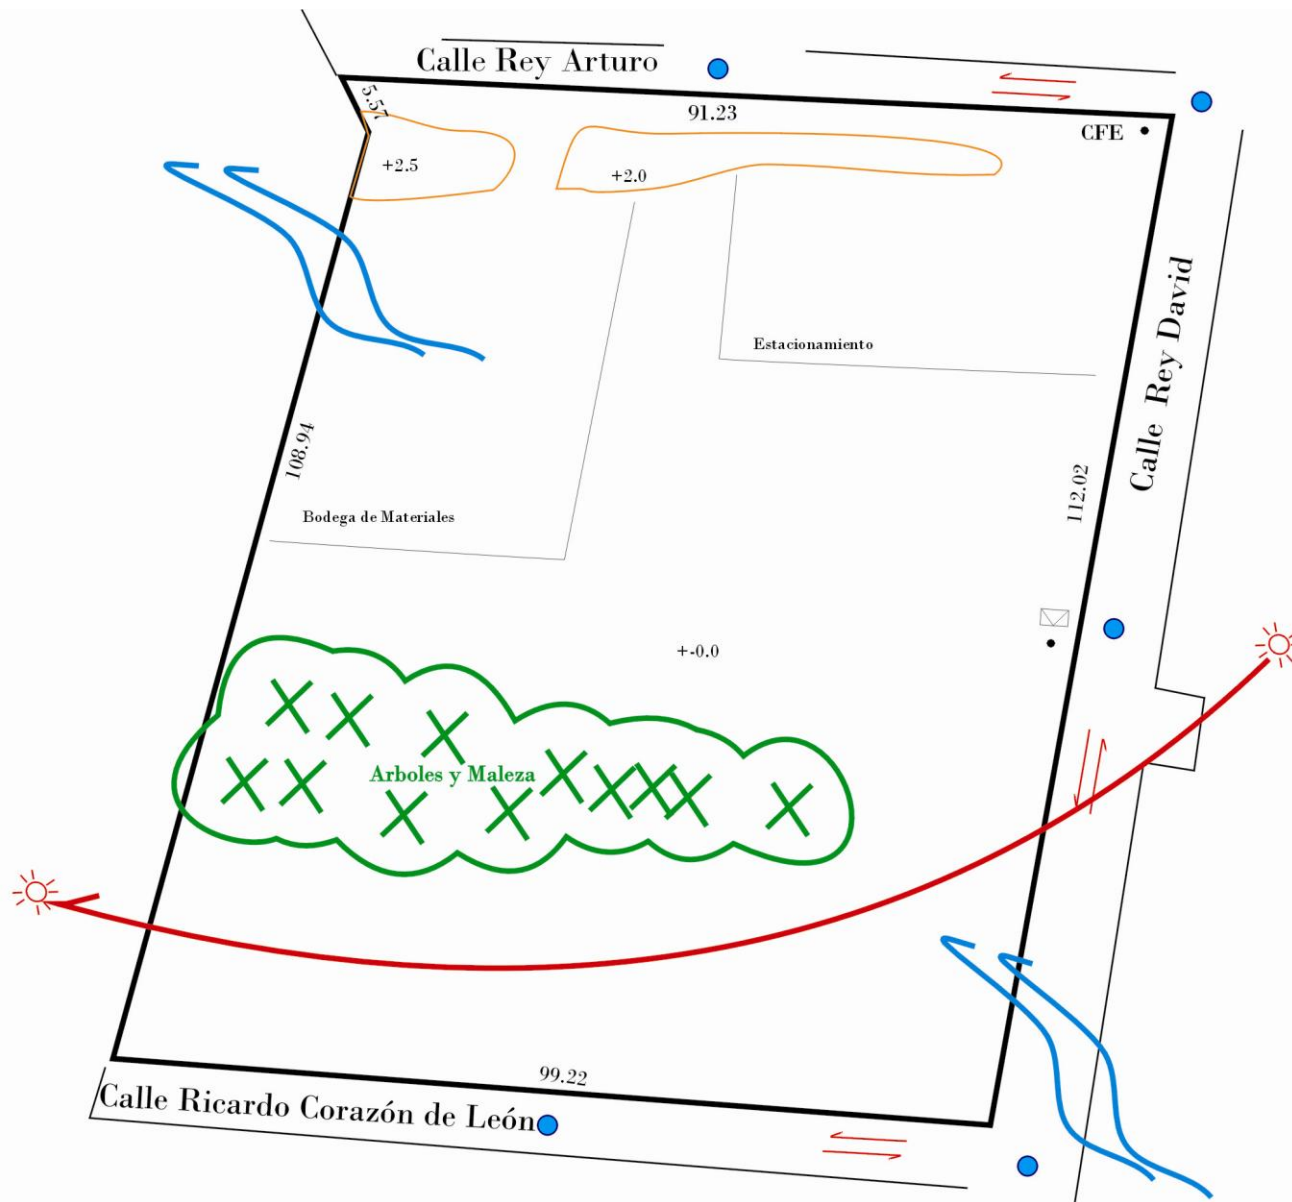 Calle Rey Arturo
5.57
91.23
CFE
+2.5
+2.0
Calle Rey David
Estacionamiento
108.94
112.02
Bodega de Materiales
+-0.0
Arboles y Maleza
99.22
Calle Ricardo Corazón de León